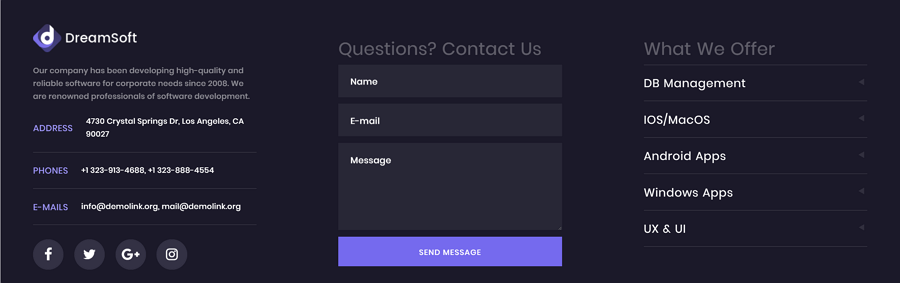 DreamSoft
Our company has been developing high-quality and
reliable software for corporate needs since 2008. We
are renowned professionals of software development.
ADDRESS
4730 Crystal Springs Dr, Los Angeles, CA
90027
PHONES
+1 323-913-4688, +1 323-888-4554
E-MAILS
info@demolink.org, mail@demolink.org
Questions? Contact Us
Name
E-mail
Message
SEND MESSAGE
What We Offer
DB Management
IOS/MacOS
Android Apps
Windows Apps
UX & UI